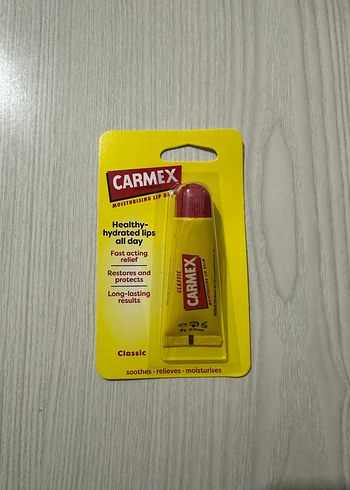 CARMEX
MOISTURISING LIP
Healthy-
hydrated lips
all day
Fast acting
relief
Restores and
protects
Long-lasting
results
Classic
soothes • relieves • moisturises
CLASSIC
CARMEX